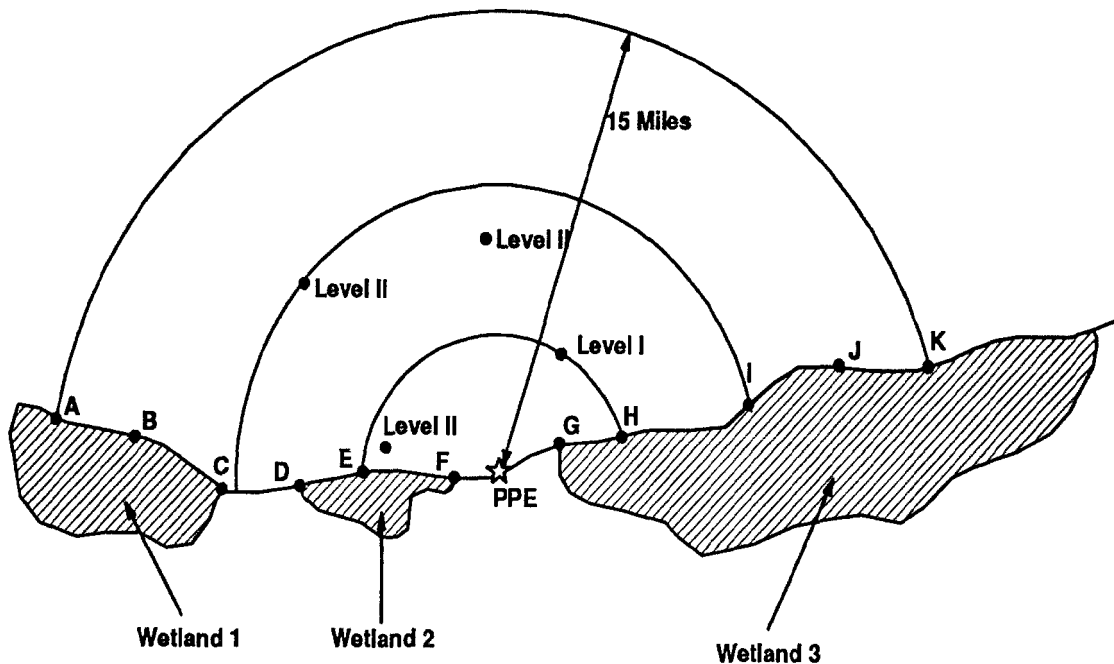 15 Miles
Level II
Level II
Level I
K
J
I
A
B
H
G
Level II
E
F
C
D
PPE
Wetland 1
Wetland 2
Wetland 3